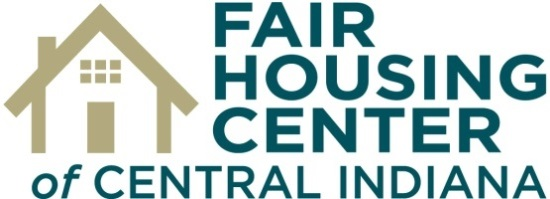 FAIR
HOUSING
CENTER
of CENTRAL INDIANA